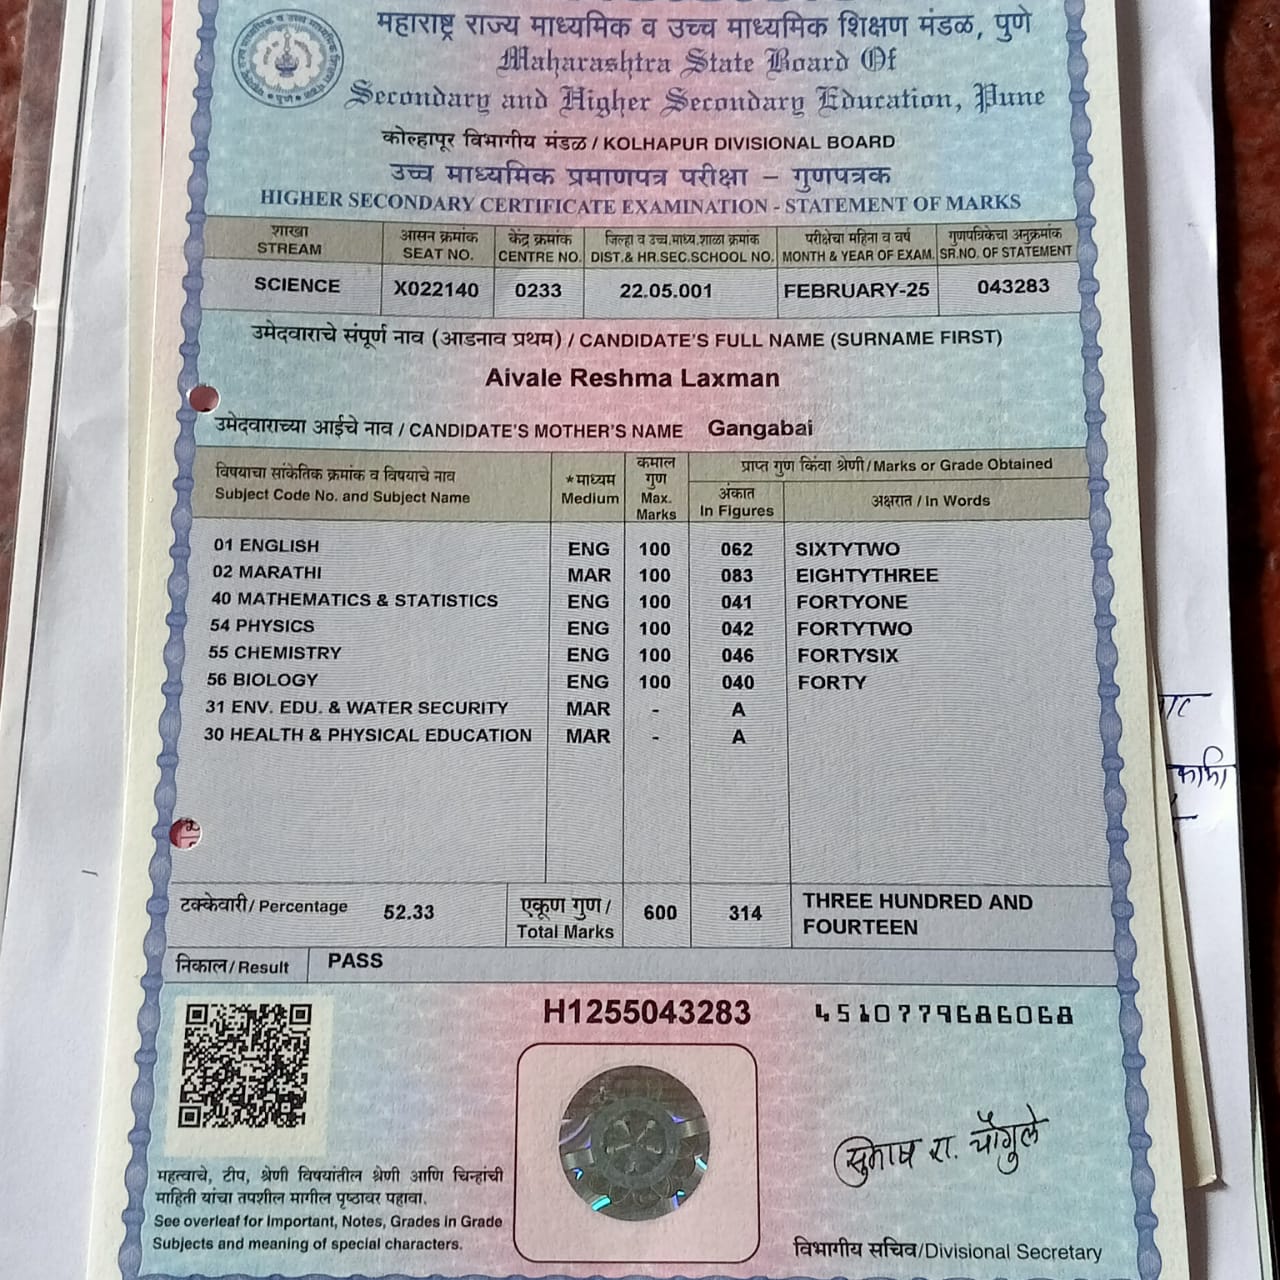 महाराष्ट्र राज्य माध्यमिक व उच्च माध्यमिक शिक्षण मंडळ, पुणे
Maharashtra State Board Of
Secondary and Higher Secondary Education, Pune
कोल्हापूर विभागीय मंडळ / KOLHAPUR DIVISIONAL BOARD
उच्च माध्यमिक प्रमाणपत्र परीक्षा – गुणपत्रक
HIGHER SECONDARY CERTIFICATE EXAMINATION - STATEMENT OF MARKS
शाखा आसन क्रमांक केंद्र क्रमांक जिल्हा व उच्च.माध्य.शाळा क्रमांक परीक्षेचा महिना व वर्ष गुणपत्रिकेचा अनुक्रमांक
STREAM SEAT NO. CENTRE NO. DIST.& HR.SEC.SCHOOL NO. MONTH & YEAR OF EXAM. SR.NO. OF STATEMENT
SCIENCE X022140 0233 22.05.001 FEBRUARY-25 043283
उमेदवाराचे संपूर्ण नाव (आडनाव प्रथम) / CANDIDATE'S FULL NAME (SURNAME FIRST)
Aivale Reshma Laxman
उमेदवाराच्या आईचे नाव / CANDIDATE'S MOTHER'S NAME Gangabai
विषयाचा सांकेतिक क्रमांक व विषयाचे नाव
Subject Code No. and Subject Name
*माध्यम
Medium
कमाल
गुण
Max.
Marks
प्राप्त गुण किंवा श्रेणी/Marks or Grade Obtained
अंकात
In Figures
अक्षरात / In Words
01 ENGLISH ENG 100 062 SIXTYTWO
02 MARATHI MAR 100 083 EIGHTYTHREE
40 MATHEMATICS & STATISTICS ENG 100 041 FORTYONE
54 PHYSICS ENG 100 042 FORTYTWO
55 CHEMISTRY ENG 100 046 FORTYSIX
56 BIOLOGY ENG 100 040 FORTY
31 ENV. EDU. & WATER SECURITY MAR - A
30 HEALTH & PHYSICAL EDUCATION MAR - A
टक्केवारी/ Percentage 52.33
एकूण गुण/
Total Marks
600 314
THREE HUNDRED AND
FOURTEEN
निकाल/Result PASS
H1255043283 4510779686068
महत्वाचे, टीप, श्रेणी विषयांतील श्रेणी आणि चिन्हांची
माहिती यांचा तपशील मागील पृष्ठावर पहावा.
See overleaf for Important, Notes, Grades in Grade
Subjects and meaning of special characters.
सुभाष रा. चौगुले
विभागीय सचिव/Divisional Secretary